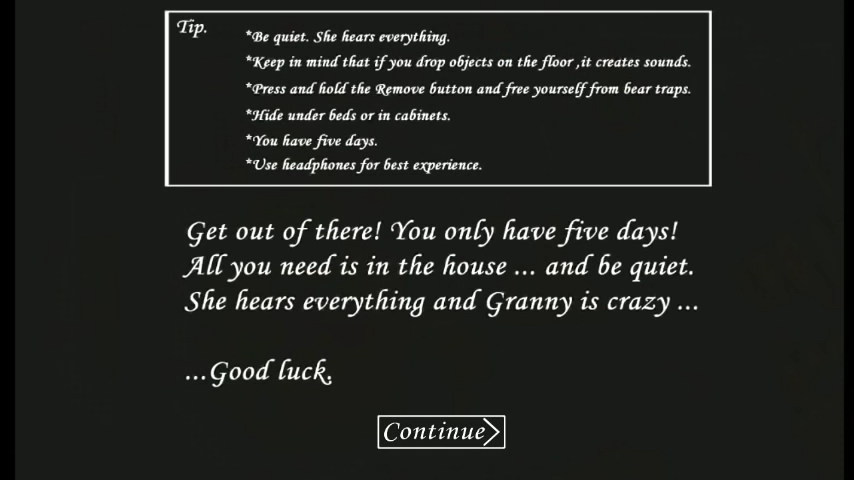 Tip.
*Be quiet. She hears everything.
*Keep in mind that if you drop objects on the floor ,it creates sounds.
*Press and hold the Remove button and free yourself from bear traps.
*Hide under beds or in cabinets.
*You have five days.
*Use headphones for best experience.
Get out of there! You only have five days!
All you need is in the house ... and be quiet.
She hears everything and Granny is crazy ...
...Good luck.
Continue>